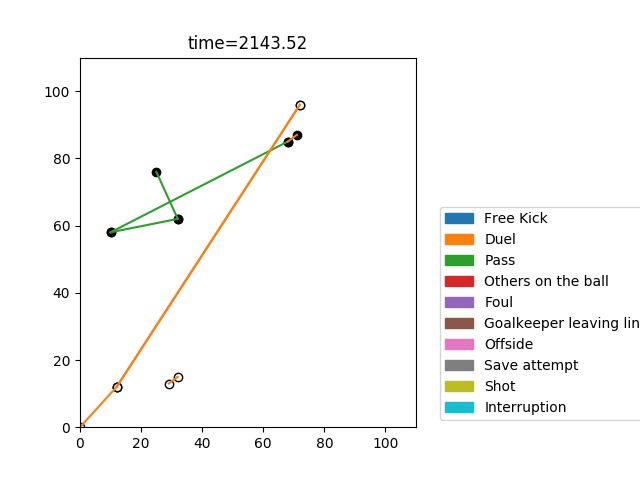 time=2143.52
100
80
60
40
20
0
0 20 40 60 80 100
Free Kick
Duel
Pass
Others on the ball
Foul
Goalkeeper leaving lin
Offside
Save attempt
Shot
Interruption